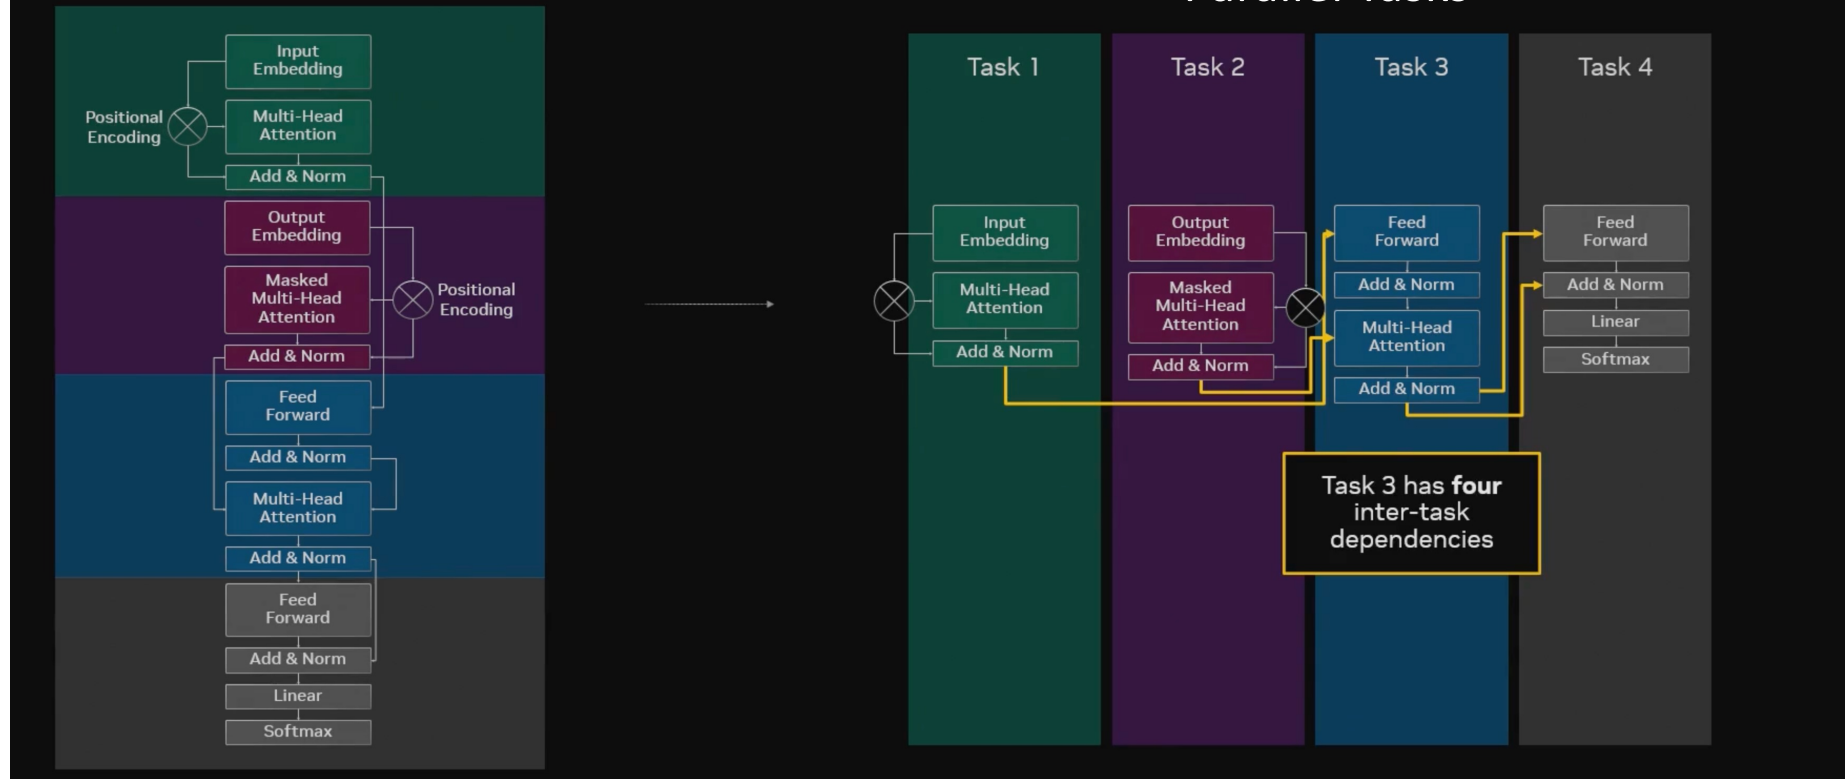 Parallel Tasks
Input
Embedding
Positional
Encoding
Multi-Head
Attention
Add & Norm
Output
Embedding
Masked
Multi-Head
Attention
Positional
Encoding
Add & Norm
Feed
Forward
Add & Norm
Multi-Head
Attention
Add & Norm
Feed
Forward
Add & Norm
Linear
Softmax
Task 1
Input
Embedding
Multi-Head
Attention
Add & Norm
Task 2
Output
Embedding
Masked
Multi-Head
Attention
Add & Norm
Task 3
Feed
Forward
Add & Norm
Multi-Head
Attention
Add & Norm
Task 4
Feed
Forward
Add & Norm
Linear
Softmax
Task 3 has four
inter-task
dependencies